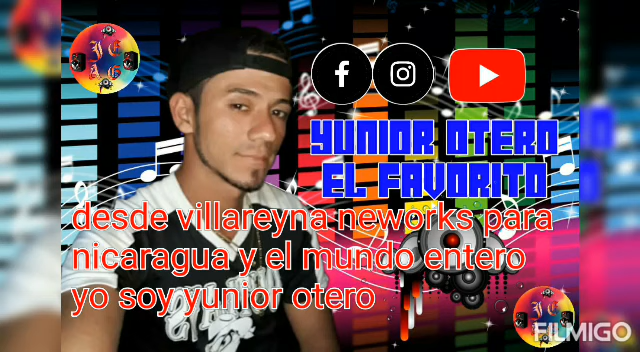 YUNIOR OTERO
EL FAVORITO
desde villareyna neworks para
nicaragua y el mundo entero
yo soy yunior otero
FILMIGO